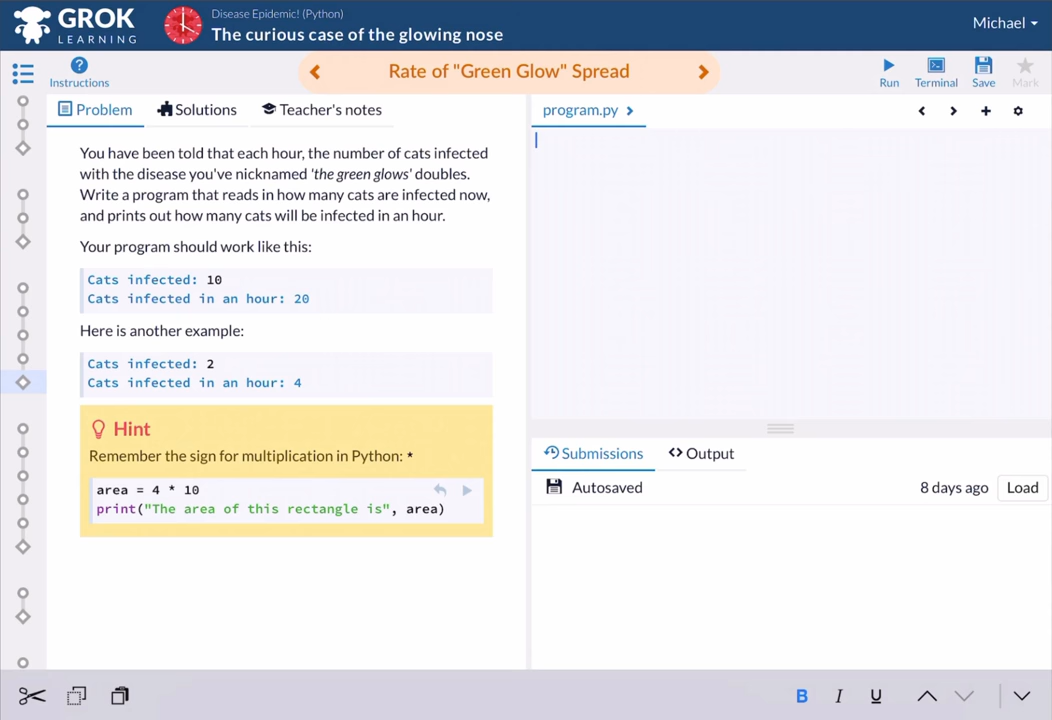 GROK
LEARNING
Disease Epidemic! (Python)
The curious case of the glowing nose
Michael
Instructions
Rate of "Green Glow" Spread
Run
Terminal
Save
Mark
Problem
Solutions
Teacher's notes
You have been told that each hour, the number of cats infected
with the disease you've nicknamed 'the green glows' doubles.
Write a program that reads in how many cats are infected now,
and prints out how many cats will be infected in an hour.
Your program should work like this:
Cats infected: 10
Cats infected in an hour: 20
Here is another example:
Cats infected: 2
Cats infected in an hour: 4
Hint
Remember the sign for multiplication in Python: *
area = 4 * 10
print("The area of this rectangle is", area)
program.py
Submissions
Output
Autosaved
8 days ago
Load
B I U